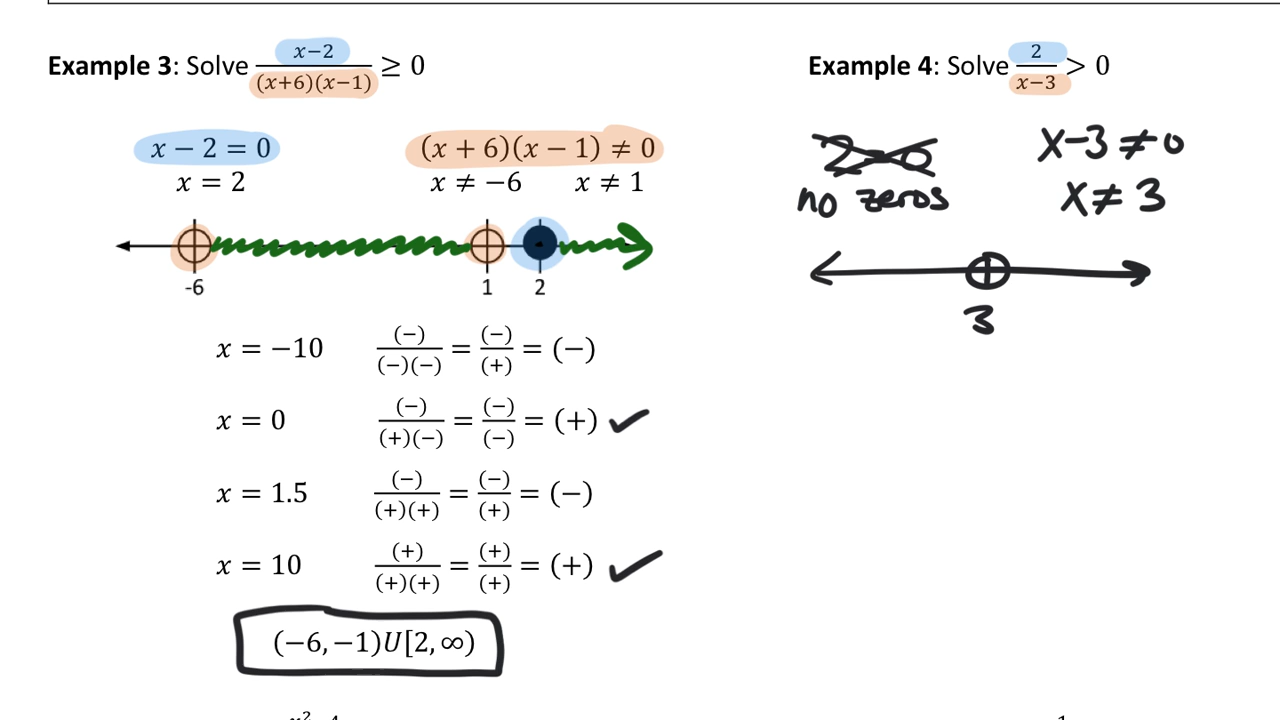 Example 3: Solve (x−2)/((x+6)(x−1)) ≥ 0
x − 2 = 0
(x + 6)(x − 1) ≠ 0
x = 2
x ≠ −6
x ≠ 1
-6
1
2
x = −10 (−)/((−)(−)) = (−)/(+) = (−)
x = 0 (−)/((+)(−)) = (−)/(−) = (+) ✓
x = 1.5 (−)/((+)(+)) = (−)/(+) = (−)
x = 10 (+)/((+)(+)) = (+)/(+) = (+) ✓
(−6, −1)U[2, ∞)
Example 4: Solve 2/(x−3) > 0
2=0
x−3 ≠ 0
no zeros
x ≠ 3
3